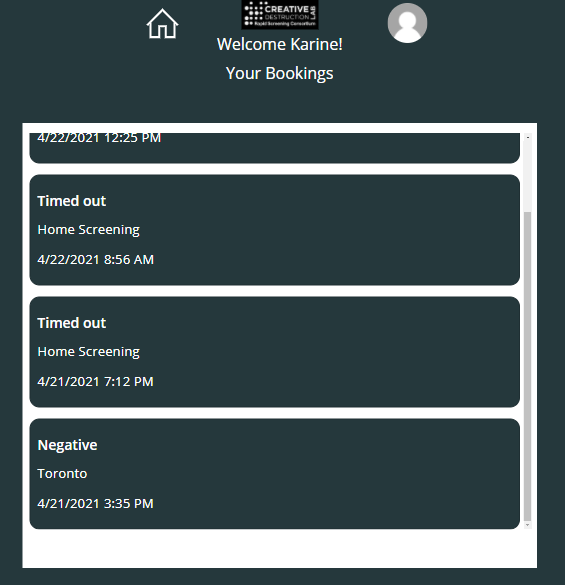 CREATIVE
DESTRUCTION
LAB
Rapid Screening Consortium
Welcome Karine!
Your Bookings
4/22/2021 12:25 PM
Timed out
Home Screening
4/22/2021 8:56 AM
Timed out
Home Screening
4/21/2021 7:12 PM
Negative
Toronto
4/21/2021 3:35 PM